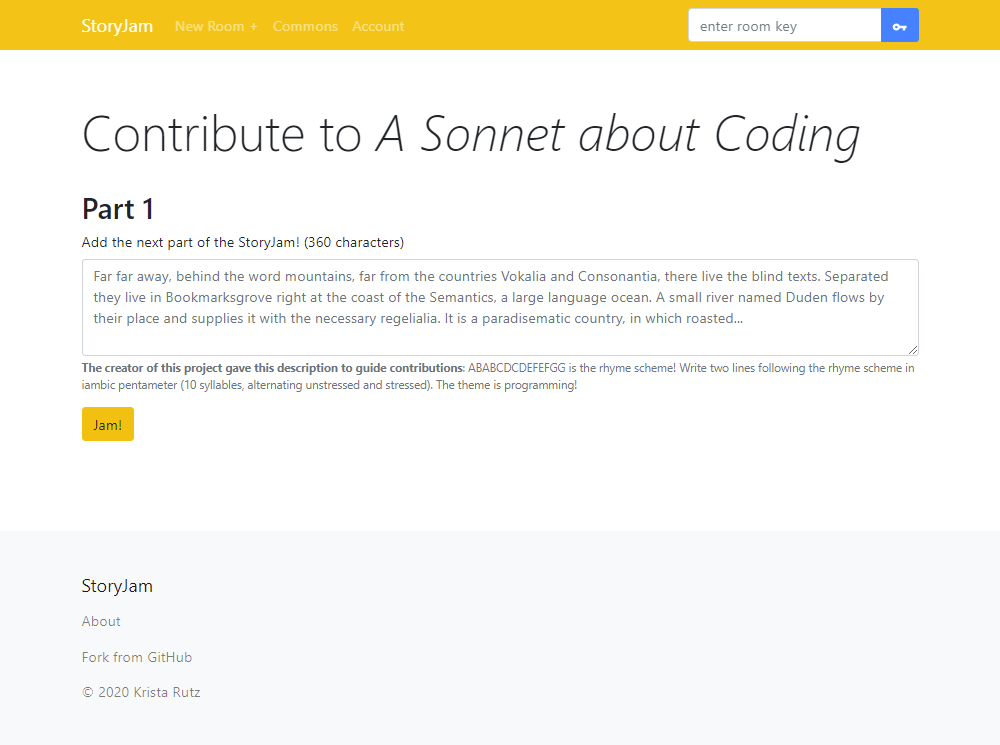 StoryJam New Room + Commons Account enter room key
Contribute to A Sonnet about Coding
Part 1
Add the next part of the StoryJam! (360 characters)
Far far away, behind the word mountains, far from the countries Vokalia and Consonantia, there live the blind texts. Separated
they live in Bookmarksgrove right at the coast of the Semantics, a large language ocean. A small river named Duden flows by
their place and supplies it with the necessary regelialia. It is a paradisematic country, in which roasted...
The creator of this project gave this description to guide contributions: ABABCDCDEFEFGG is the rhyme scheme! Write two lines following the rhyme scheme in
iambic pentameter (10 syllables, alternating unstressed and stressed). The theme is programming!
Jam!
StoryJam
About
Fork from GitHub
© 2020 Krista Rutz